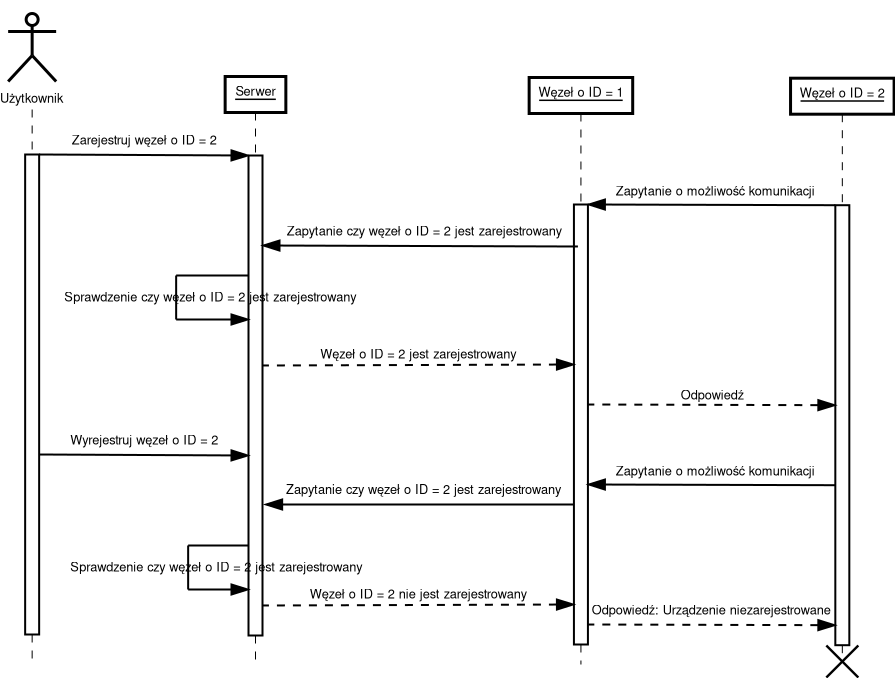 Użytkownik
Serwer
Węzeł o ID = 1
Węzeł o ID = 2
Zarejestruj węzeł o ID = 2
Zapytanie o możliwość komunikacji
Zapytanie czy węzeł o ID = 2 jest zarejestrowany
Sprawdzenie czy węzeł o ID = 2 jest zarejestrowany
Węzeł o ID = 2 jest zarejestrowany
Odpowiedź
Wyrejestruj węzeł o ID = 2
Zapytanie o możliwość komunikacji
Zapytanie czy węzeł o ID = 2 jest zarejestrowany
Sprawdzenie czy węzeł o ID = 2 jest zarejestrowany
Węzeł o ID = 2 nie jest zarejestrowany
Odpowiedź: Urządzenie niezarejestrowane